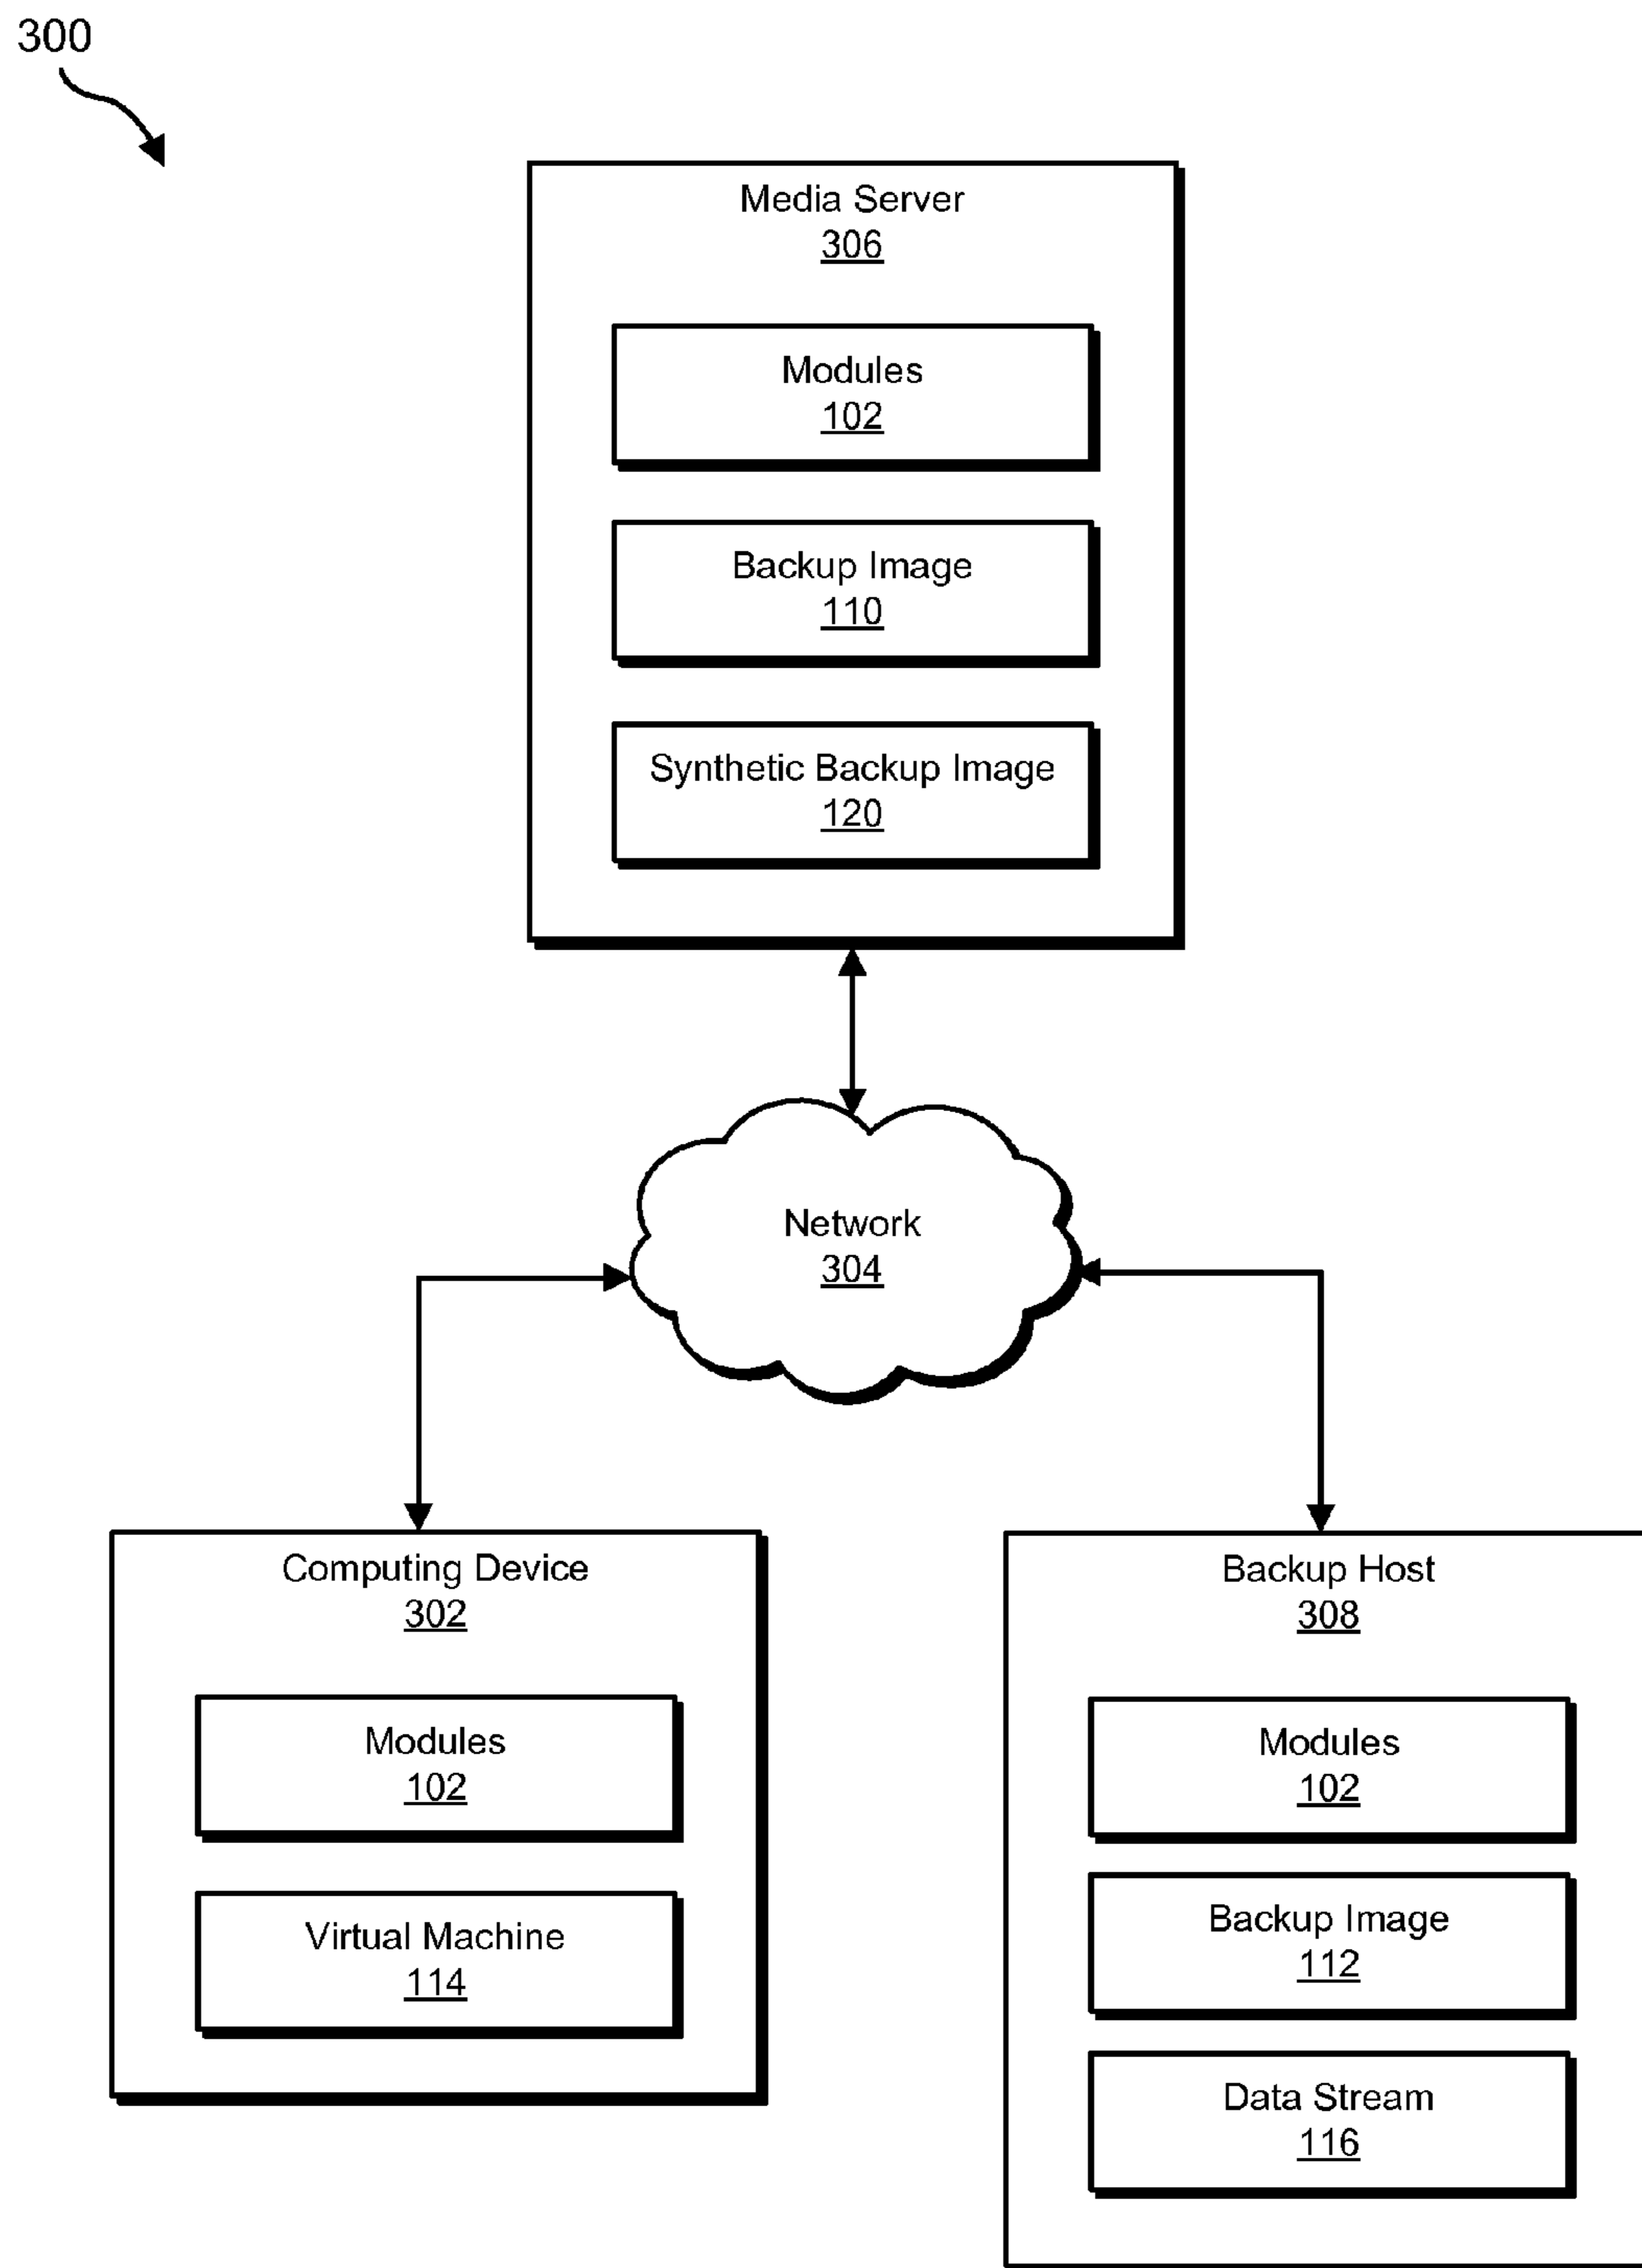 300
Media Server
306
Modules
102
Backup Image
110
Synthetic Backup Image
120
Network
304
Computing Device
302
Modules
102
Virtual Machine
114
Backup Host
308
Modules
102
Backup Image
112
Data Stream
116